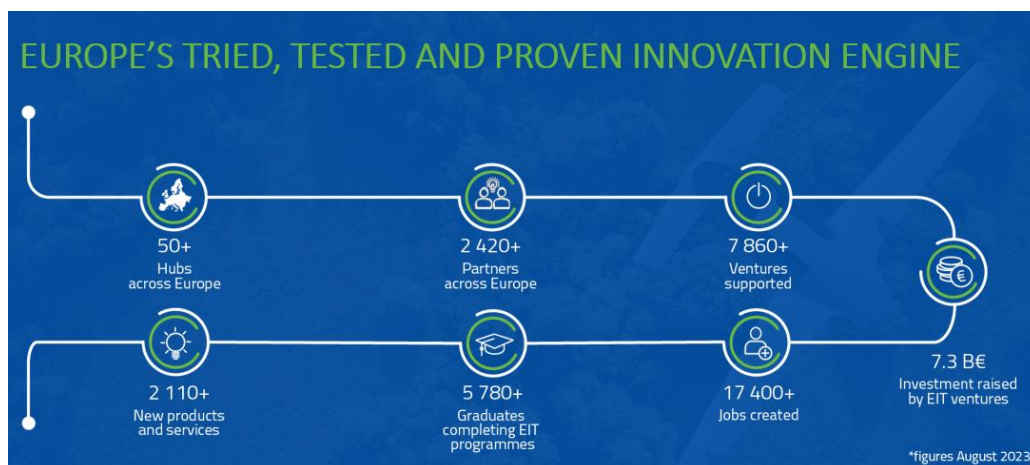 EUROPE'S TRIED, TESTED AND PROVEN INNOVATION ENGINE
50+
Hubs
across Europe
2 420+
Partners
across Europe
7 860+
Ventures
supported
7.3 B€
Investment raised
by EIT ventures
17 400+
Jobs created
5 780+
Graduates
completing EIT
programmes
2 110+
New products
and services
*figures August 2023